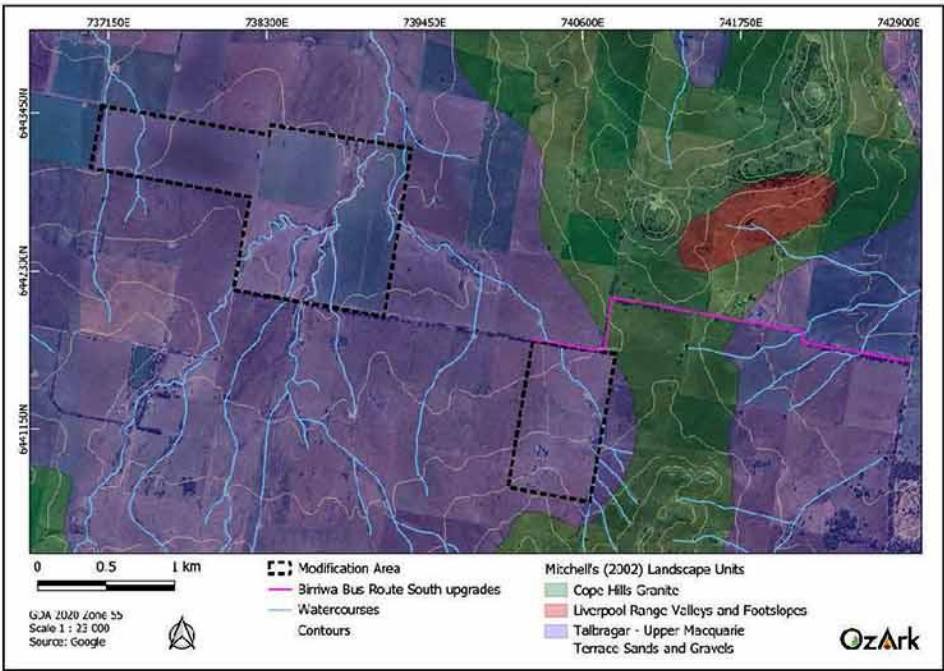 737150E 738300E 739450E 740600E 741750E 742900E
6443450N
6442300N
6441150N
0 0.5 1 km
GDA 2020 Zone 55
Scale 1 : 23 000
Source: Google
Modification Area
Birriwa Bus Route South upgrades
Watercourses
Contours
Mitchell's (2002) Landscape Units
Cope Hills Granite
Liverpool Range Valleys and Footslopes
Talbragar - Upper Macquarie
Terrace Sands and Gravels
OzArk